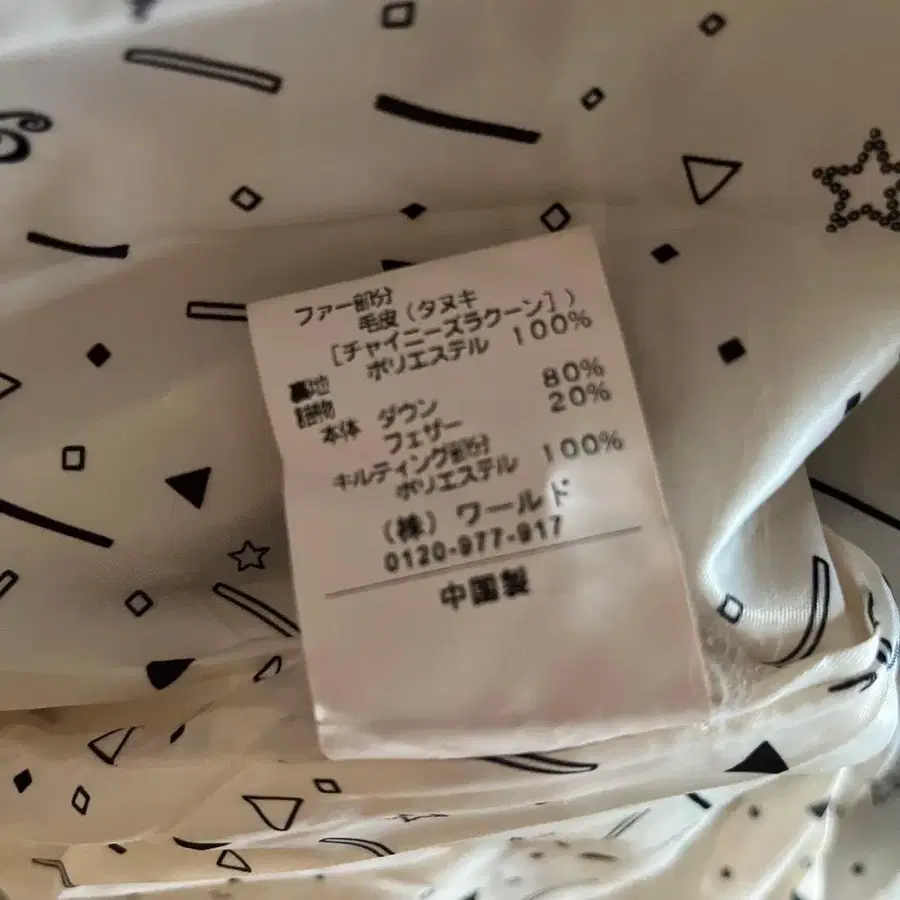 ファー部分
毛皮(タヌキ
[チャイニーズラクーン])
裏地 ポリエステル 100%
詰物
本体 ダウン 80%
フェザー 20%
キルティング部分
ポリエステル 100%
(株) ワールド
0120-977-917
中国製